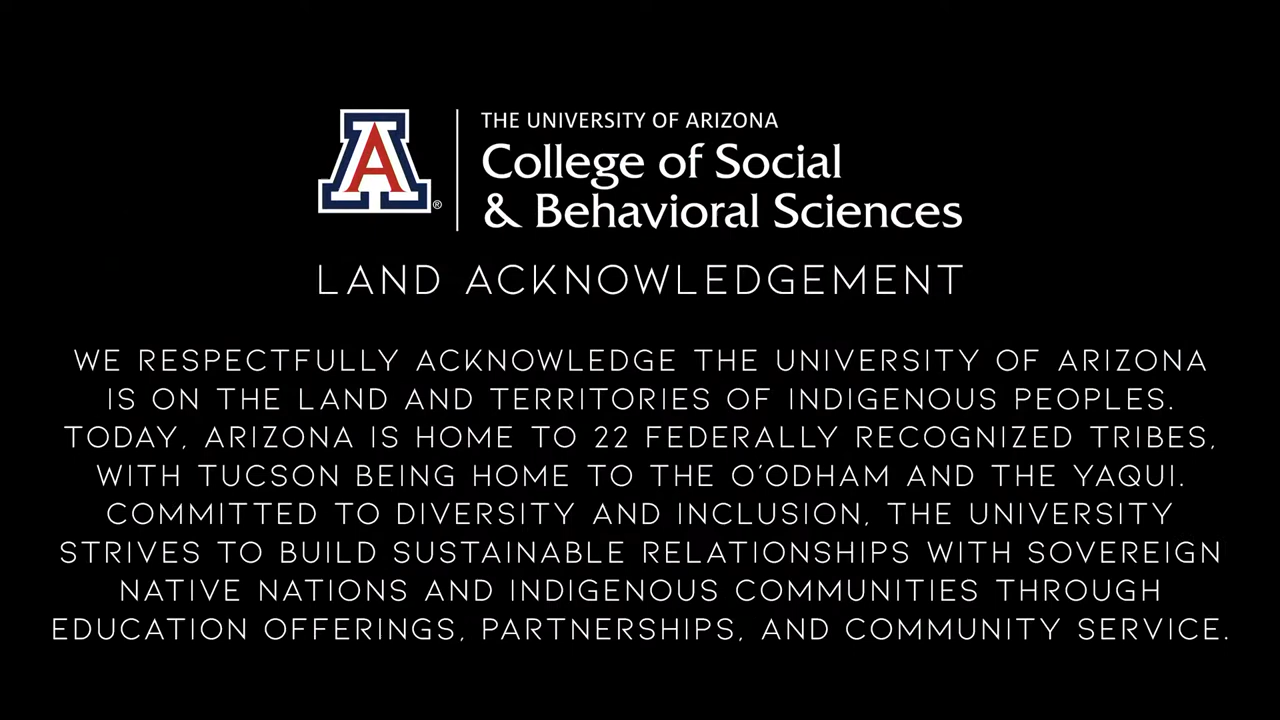 A®
THE UNIVERSITY OF ARIZONA
College of Social
& Behavioral Sciences
LAND ACKNOWLEDGEMENT
WE RESPECTFULLY ACKNOWLEDGE THE UNIVERSITY OF ARIZONA
IS ON THE LAND AND TERRITORIES OF INDIGENOUS PEOPLES.
TODAY, ARIZONA IS HOME TO 22 FEDERALLY RECOGNIZED TRIBES,
WITH TUCSON BEING HOME TO THE O'ODHAM AND THE YAQUI.
COMMITTED TO DIVERSITY AND INCLUSION, THE UNIVERSITY
STRIVES TO BUILD SUSTAINABLE RELATIONSHIPS WITH SOVEREIGN
NATIVE NATIONS AND INDIGENOUS COMMUNITIES THROUGH
EDUCATION OFFERINGS, PARTNERSHIPS, AND COMMUNITY SERVICE.